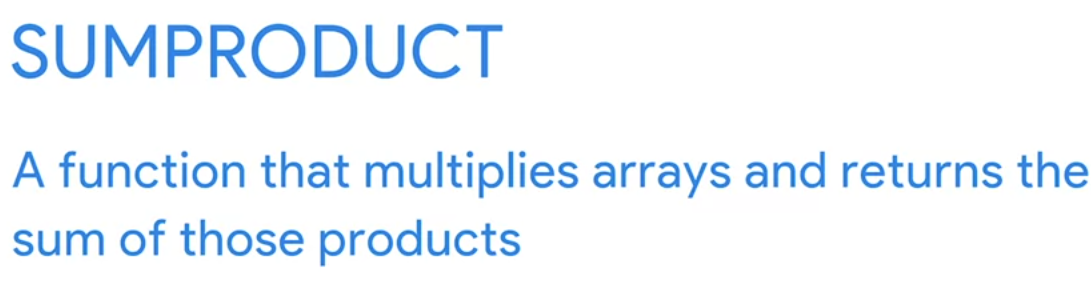 SUMPRODUCT
A function that multiplies arrays and returns the
sum of those products